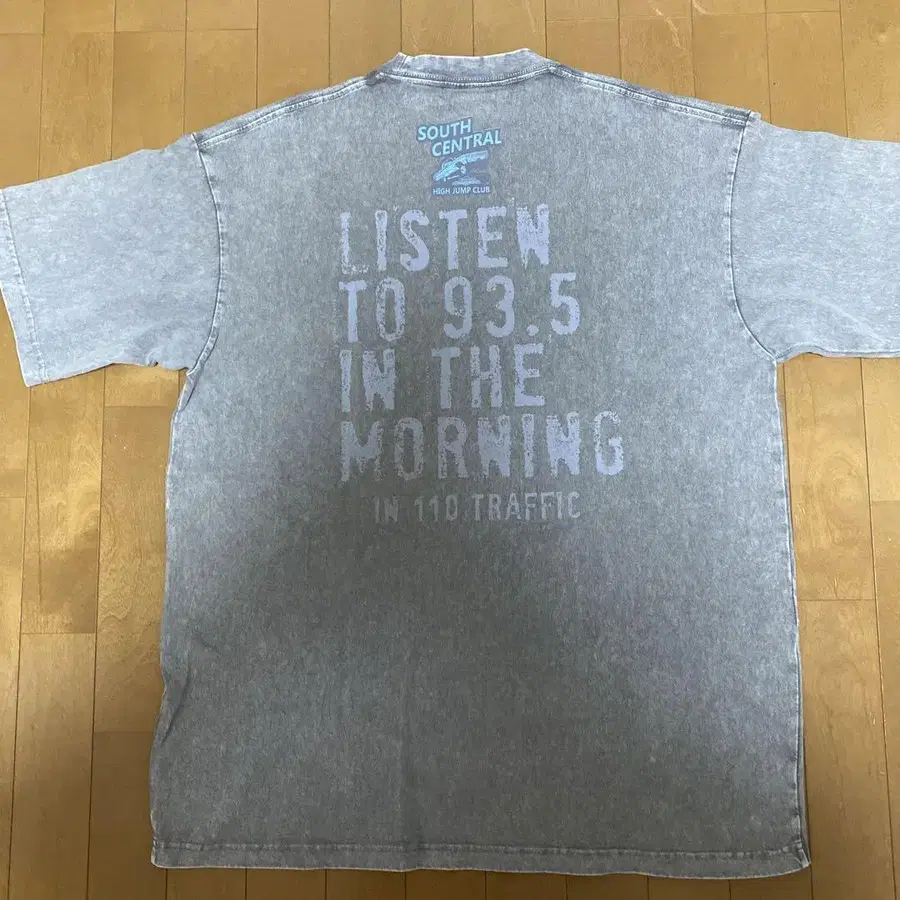 SOUTH
CENTRAL
HIGH JUMP CLUB
LISTEN
TO 93.5
IN THE
MORNING
IN 110 TRAFFIC